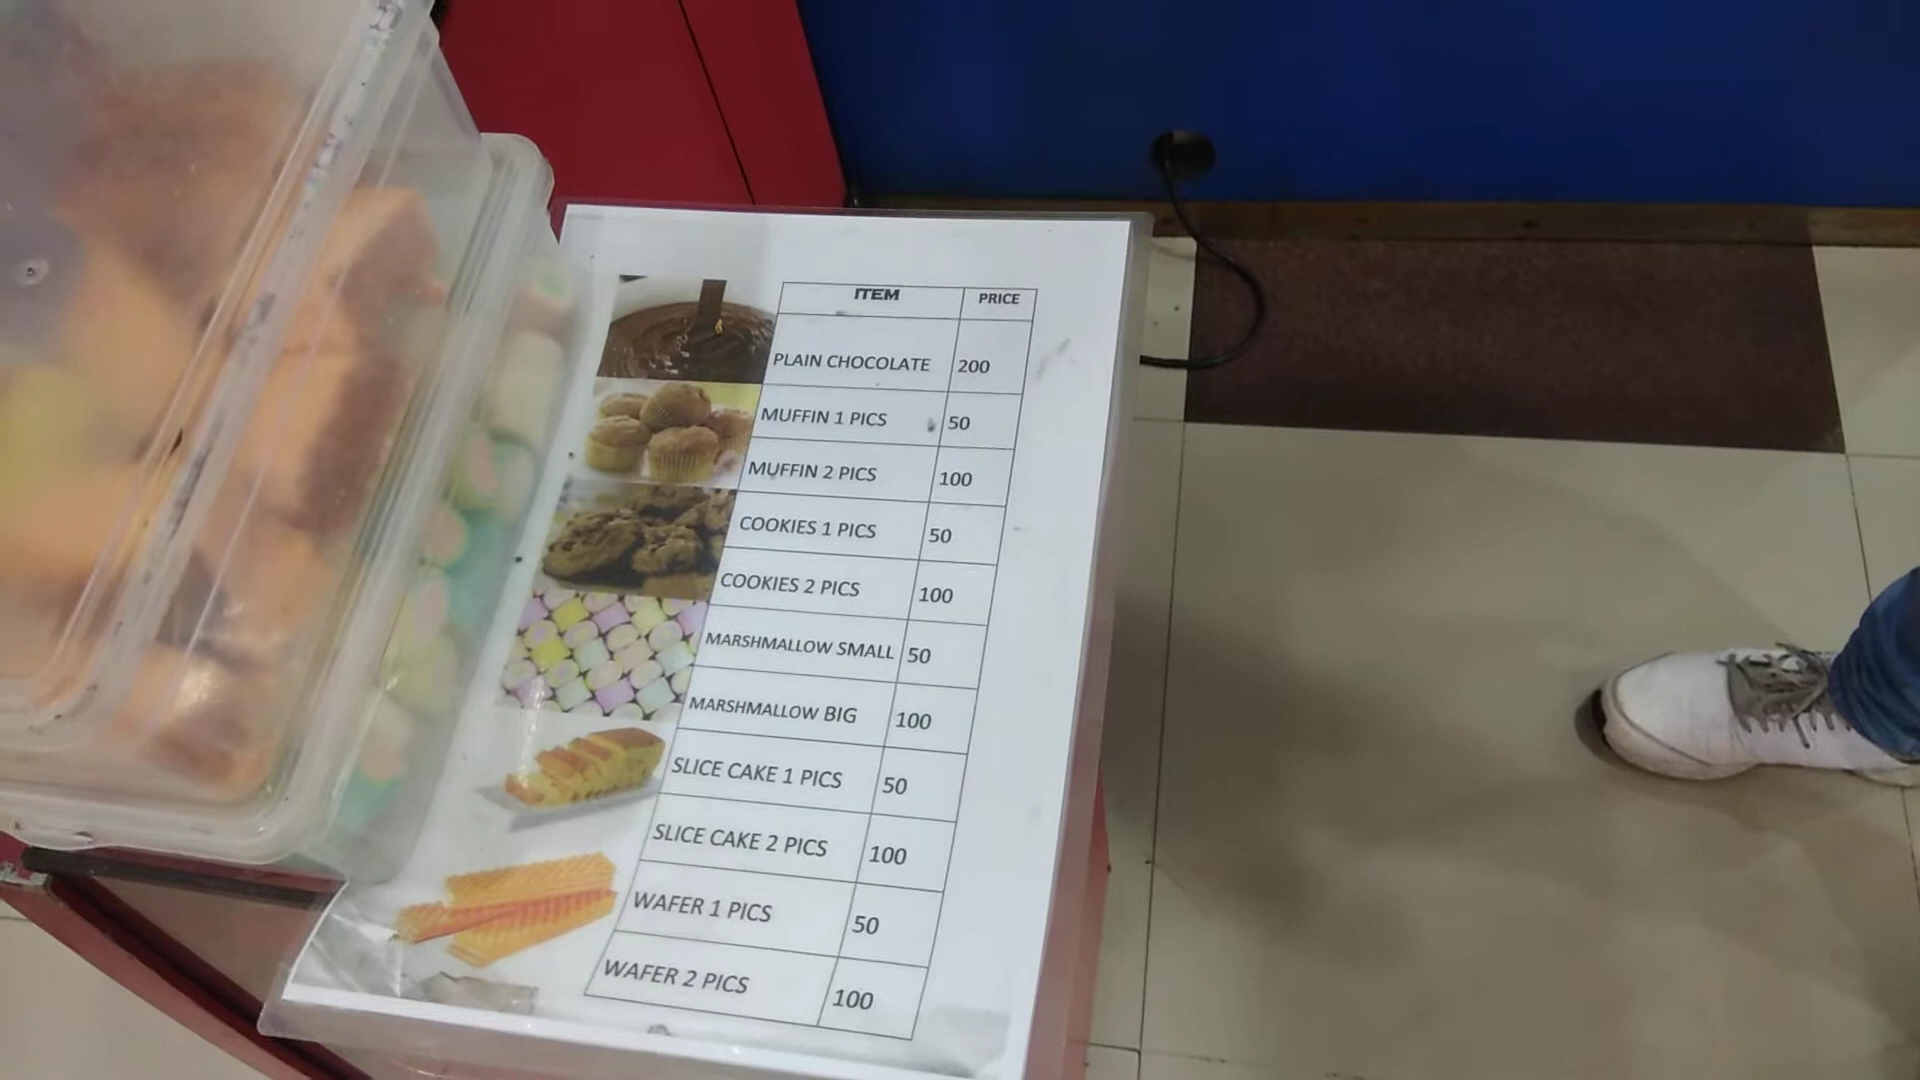 ITEM PRICE
PLAIN CHOCOLATE 200
MUFFIN 1 PICS 50
MUFFIN 2 PICS 100
COOKIES 1 PICS 50
COOKIES 2 PICS 100
MARSHMALLOW SMALL 50
MARSHMALLOW BIG 100
SLICE CAKE 1 PICS 50
SLICE CAKE 2 PICS 100
WAFER 1 PICS 50
WAFER 2 PICS 100